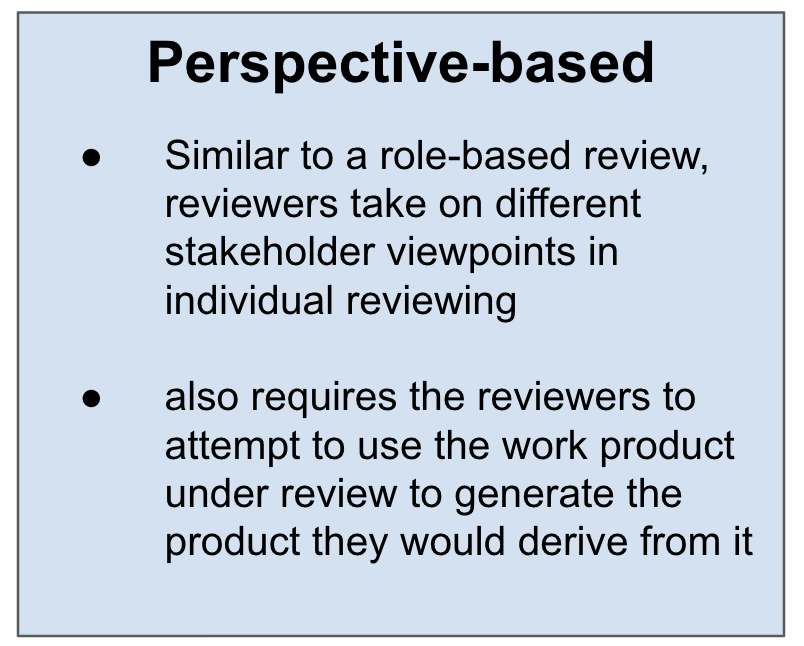 Perspective-based
● Similar to a role-based review,
reviewers take on different
stakeholder viewpoints in
individual reviewing
● also requires the reviewers to
attempt to use the work product
under review to generate the
product they would derive from it